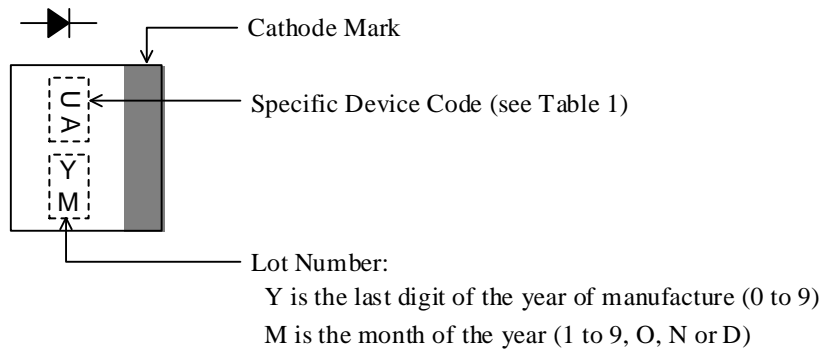 Cathode Mark
Specific Device Code (see Table 1)
U
A
Y
M
Lot Number:
Y is the last digit of the year of manufacture (0 to 9)
M is the month of the year (1 to 9, O, N or D)